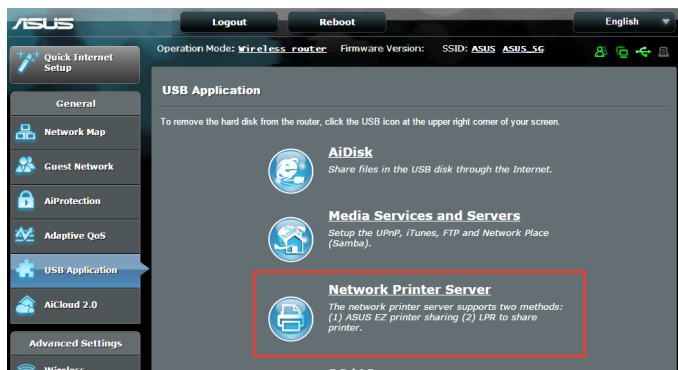 ASUS
Logout
Reboot
English
Quick Internet
Setup
Operation Mode: Wireless router Firmware Version: SSID: ASUS ASUS_5G
General
Network Map
Guest Network
AiProtection
Adaptive QoS
USB Application
AiCloud 2.0
Advanced Settings
Wireless
USB Application
To remove the hard disk from the router, click the USB icon at the upper right corner of your screen.
AiDisk
Share files in the USB disk through the Internet.
Media Services and Servers
Setup the UPnP, iTunes, FTP and Network Place
(Samba).
Network Printer Server
The network printer server supports two methods:
(1) ASUS EZ printer sharing (2) LPR to share
printer.